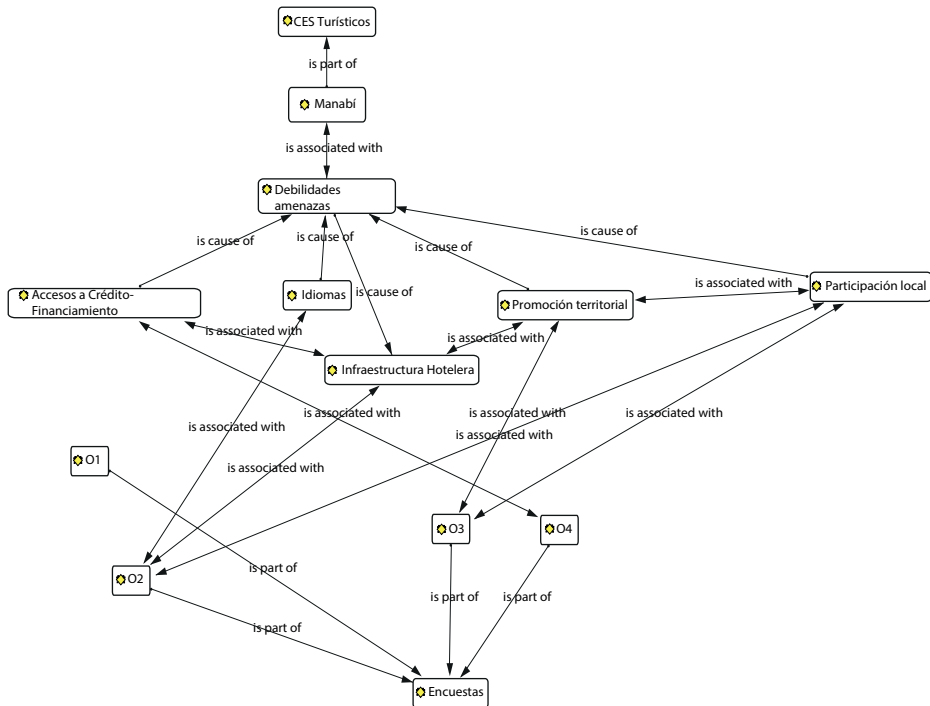 CES Turísticos
is part of
Manabí
is associated with
Debilidades
amenazas
is cause of
is cause of
is cause of
is cause of
is cause of
Accesos a Crédito-
Financiamiento
Idiomas
Promoción territorial
is associated with
Participación local
is associated with
is associated with
Infraestructura Hotelera
is associated with
is associated with
is associated with
is associated with
is associated with
is associated with
O1
O3
O4
O2
is part of
is part of
is part of
is part of
Encuestas